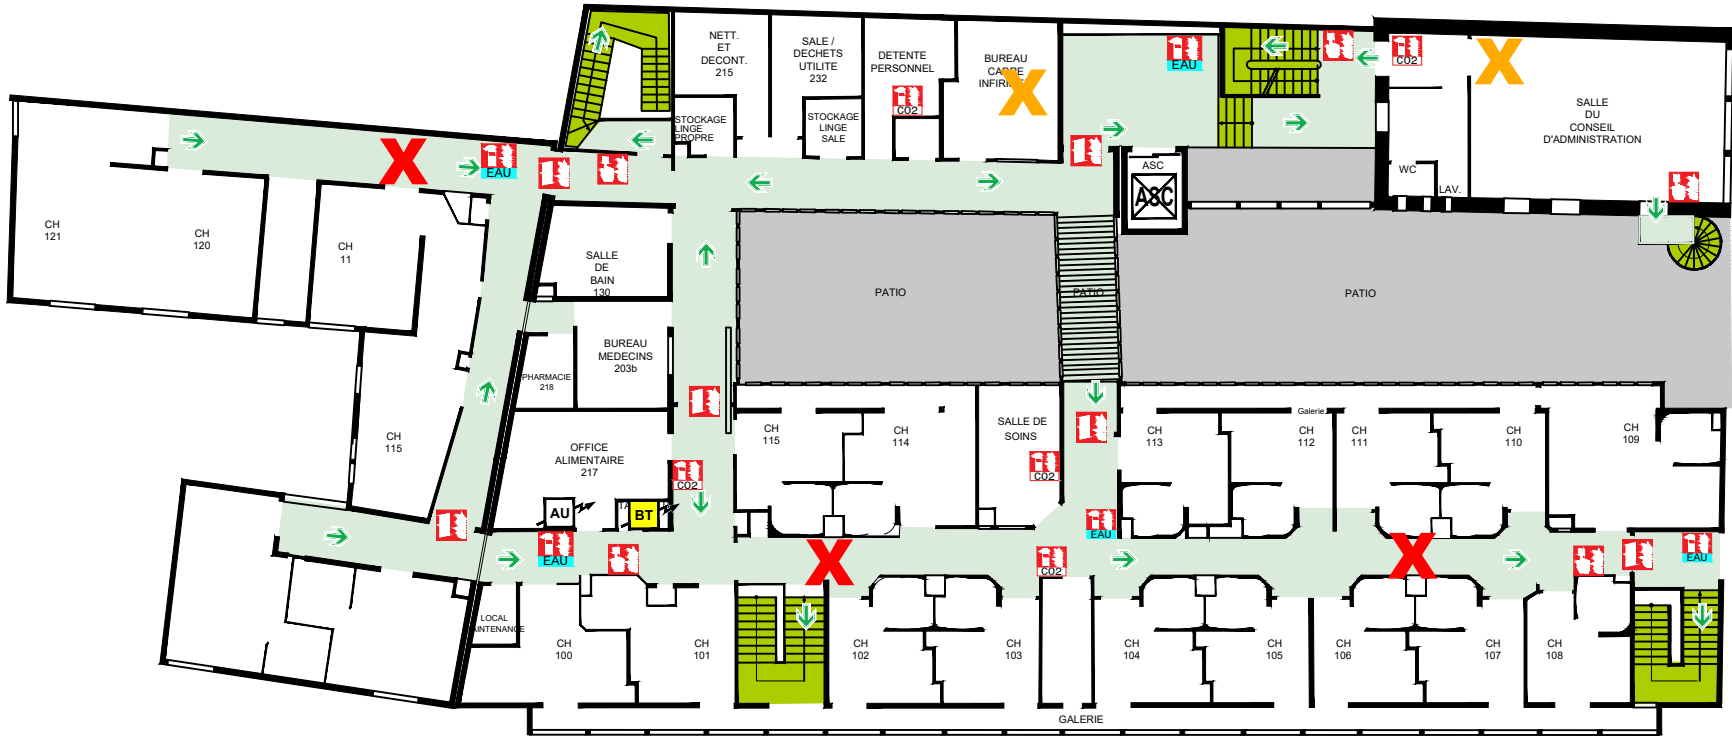 NETT.
ET
DECONT.
215
SALE /
DECHETS
UTILITE
232
DETENTE
PERSONNEL
CO2
BUREAU
CADRE
X
EAU
CO2
X
SALLE
DU
CONSEIL
D'ADMINISTRATION
STOCKAGE
LINGE
PROPRE
STOCKAGE
LINGE
SALE
X
EAU
ASC
ASC
WC
LAV.
CH
121
CH
120
CH
11
SALLE
DE
BAIN
130
PATIO
PATIO
PATIO
BUREAU
MEDECINS
203b
PHARMACIE
218
CH
115
OFFICE
ALIMENTAIRE
217
CO2
CH
115
CH
114
SALLE DE
SOINS
CO2
CH
113
Galerie
CH
112
CH
111
CH
110
CH
109
AU
BT
EAU
X
CO2
EAU
X
EAU
LOCAL
AINTENANCE
CH
100
CH
101
CH
102
CH
103
CH
104
CH
105
CH
106
CH
107
CH
108
GALERIE